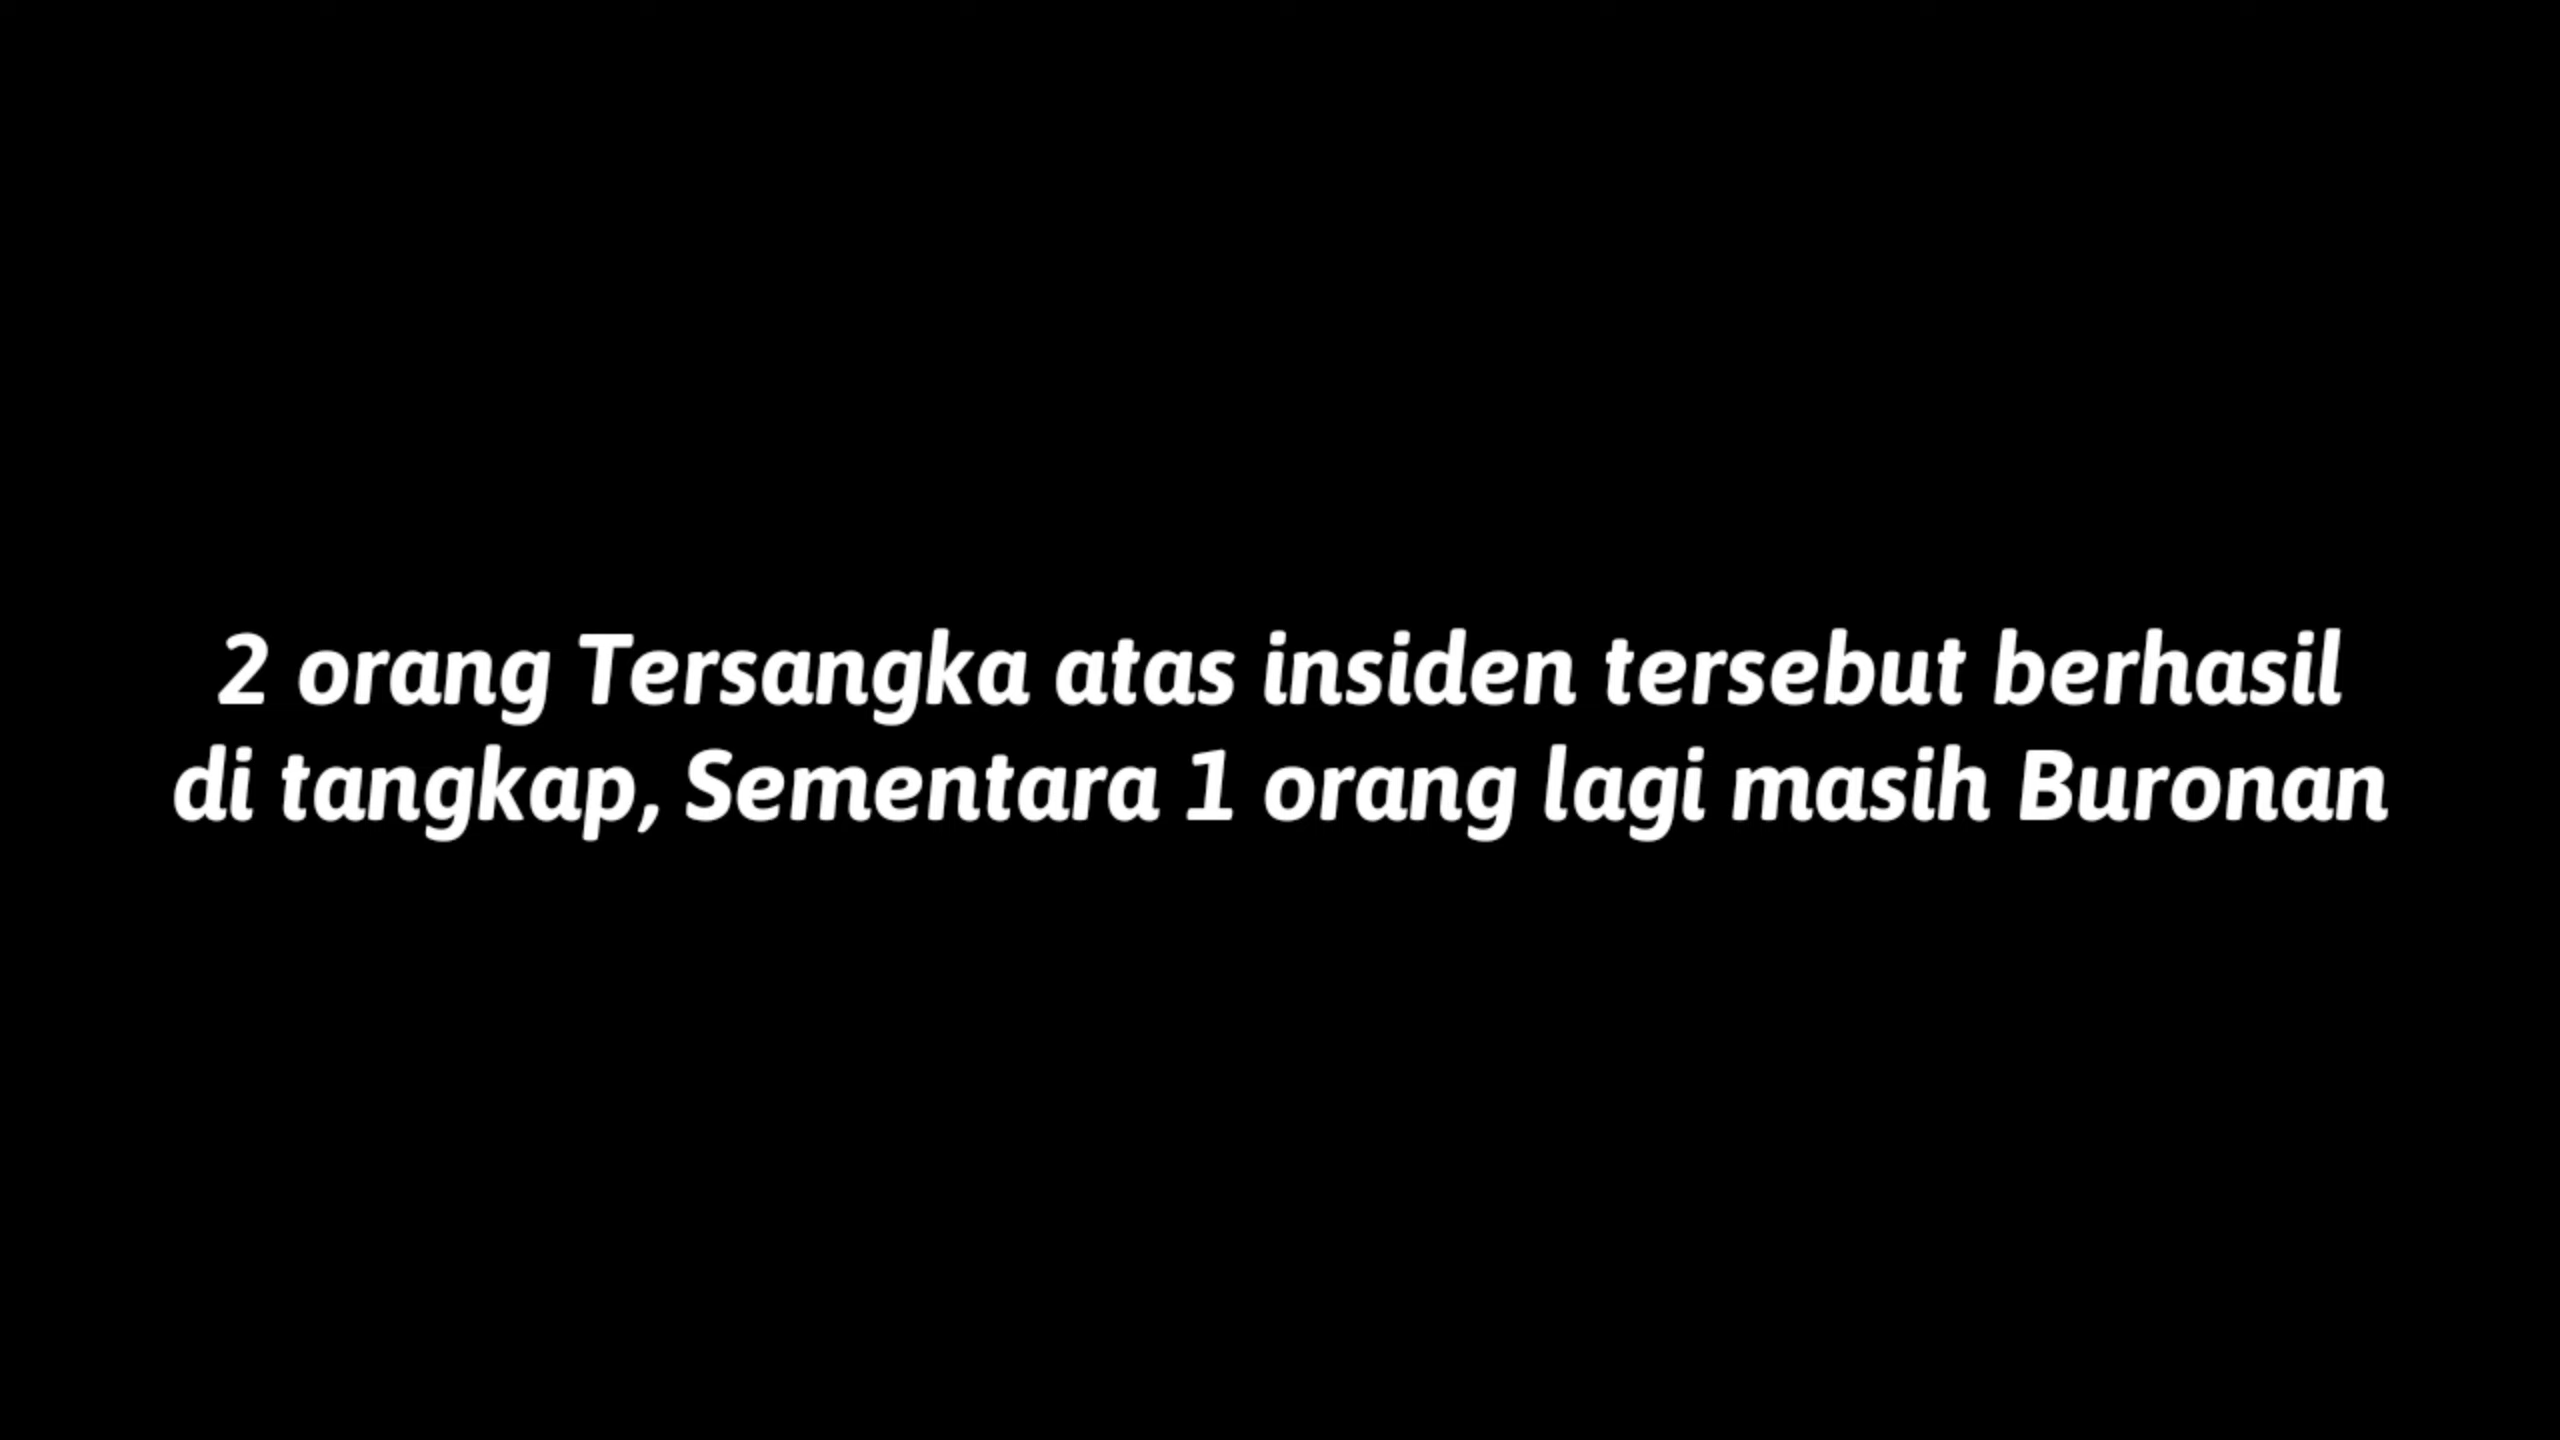 2 orang Tersangka atas insiden tersebut berhasil
di tangkap, Sementara 1 orang lagi masih Buronan